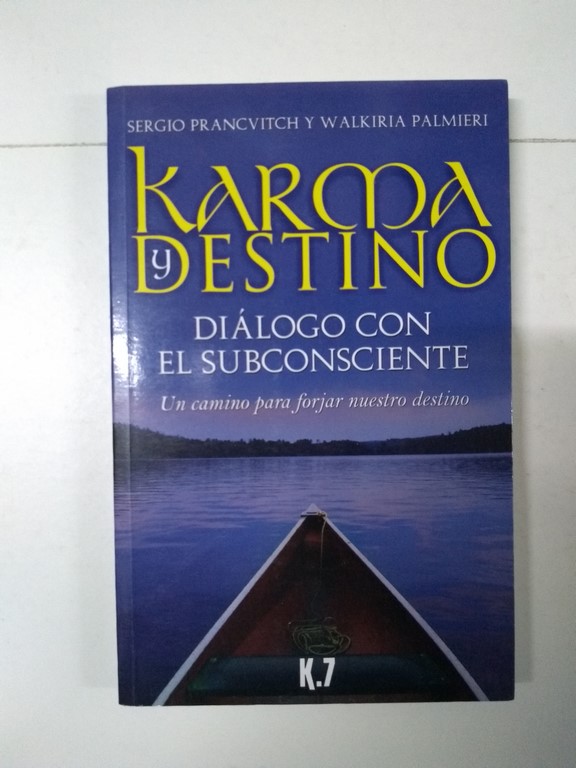 SERGIO PRANCVITCH Y WALKIRIA PALMIERI
KARMA
y DESTINO
DIÁLOGO CON
EL SUBCONSCIENTE
Un camino para forjar nuestro destino
K.7